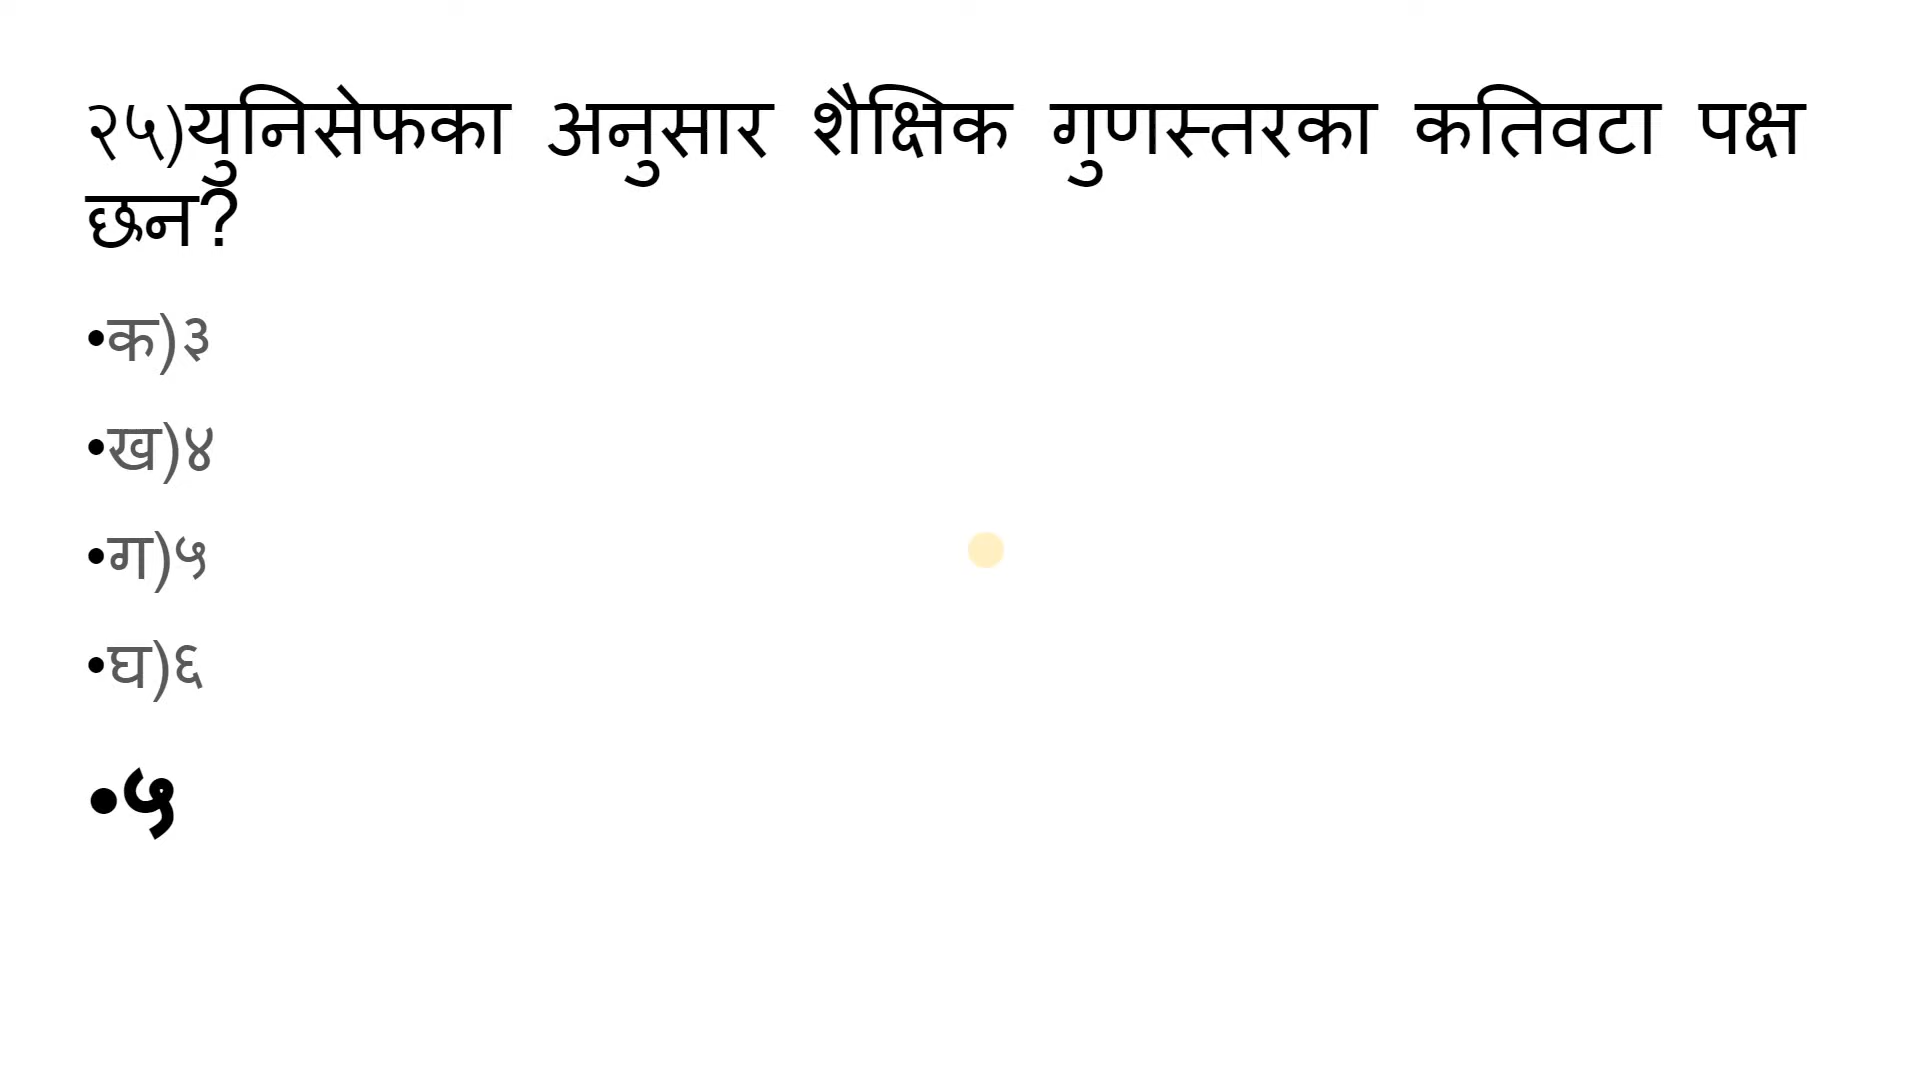 २५)युनिसेफका अनुसार शैक्षिक गुणस्तरका कतिवटा पक्ष
छन?
•क)३
•ख)४
•ग)५
•घ)६
•५